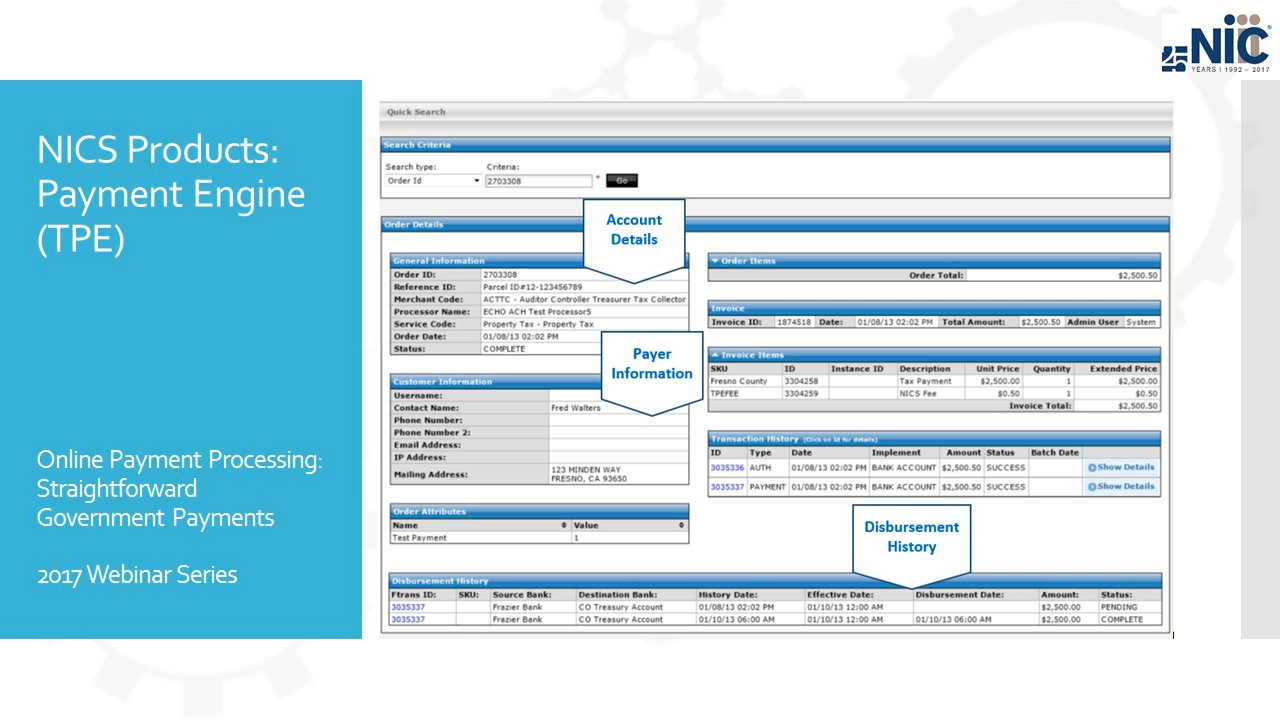 NIC®
25 YEARS | 1992 - 2017
NICS Products:
Payment Engine
(TPE)
Online Payment Processing:
Straightforward
Government Payments
2017 Webinar Series
Quick Search
Search Criteria
Search type: Criteria:
Order Id 2703308 * Go
Order Details
Account
Details
General Information
Order ID: 2703308
Reference ID: Parcel ID#12-123456789
Merchant Code: ACTTC - Auditor Controller Treasurer Tax Collector
Processor Name: ECHO ACH Test Processor5
Service Code: Property Tax - Property Tax
Order Date: 01/08/13 02:02 PM
Status: COMPLETE
Payer
Information
Customer Information
Username:
Contact Name: Fred Walters
Phone Number:
Phone Number 2:
Email Address:
IP Address:
Mailing Address: 123 MINDEN WAY
FRESNO, CA 93650
Order Attributes
Name Value
Test Payment 1
Order Items
Order Total: $2,500.50
Invoice
Invoice ID: 1874518 Date: 01/08/13 02:02 PM Total Amount: $2,500.50 Admin User System
Invoice Items
SKU ID Instance ID Description Unit Price Quantity Extended Price
Fresno County 3304258 Tax Payment $2,500.00 1 $2,500.00
TPEFEE 3304259 NICS Fee $0.50 1 $0.50
Invoice Total: $2,500.50
Transaction History (Click on Id for details)
ID Type Date Implement Amount Status Batch Date
3035336 AUTH 01/08/13 02:02 PM BANK ACCOUNT $2,500.50 SUCCESS Show Details
3035337 PAYMENT 01/08/13 02:02 PM BANK ACCOUNT $2,500.50 SUCCESS Show Details
Disbursement
History
Disbursement History
Ftrans ID: SKU: Source Bank: Destination Bank: History Date: Effective Date: Disbursement Date: Amount: Status:
3035337 Frazier Bank CO Treasury Account 01/08/13 02:02 PM 01/10/13 12:00 AM $2,500.00 PENDING
3035337 Frazier Bank CO Treasury Account 01/10/13 06:00 AM 01/10/13 12:00 AM 01/10/13 06:00 AM $2,500.00 COMPLETE